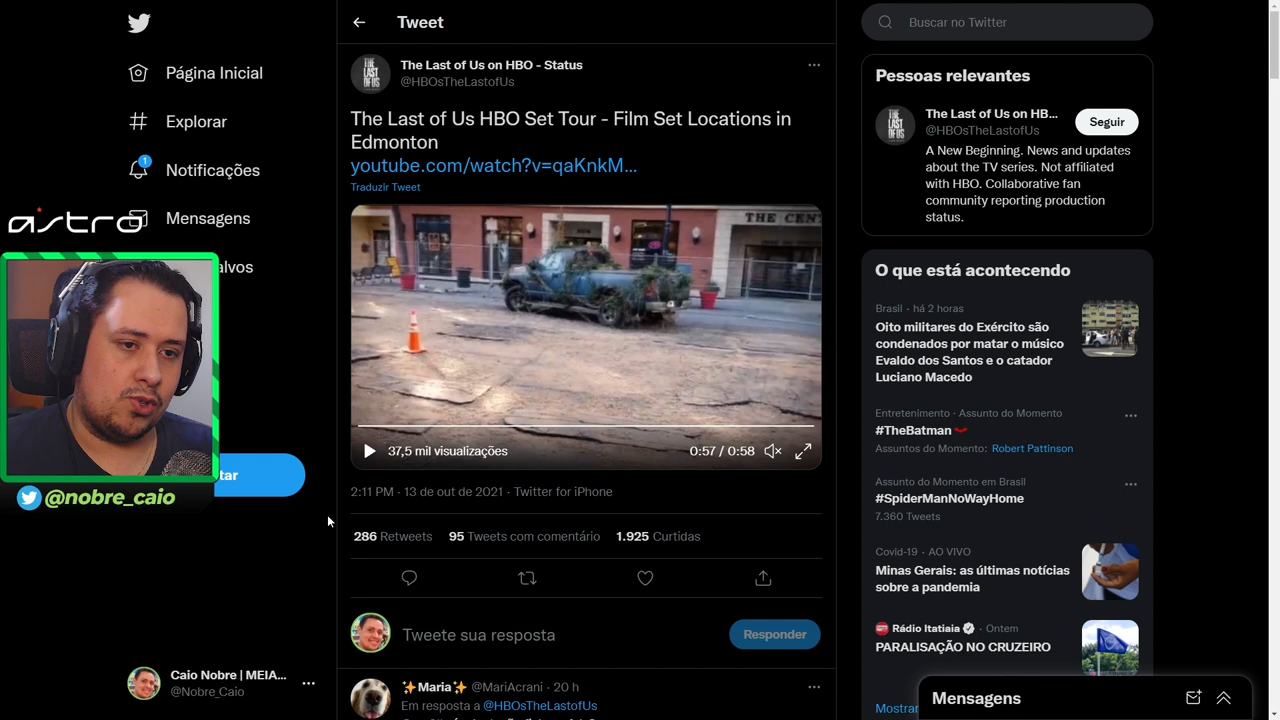 Página Inicial
Explorar
1
Notificações
Mensagens
astro
alvos
tar
@nobre_caio
Caio Nobre | MEIA...
@Nobre_Caio
Tweet
The Last of Us on HBO - Status
@HBOsTheLastofUs
The Last of Us HBO Set Tour - Film Set Locations in
Edmonton
youtube.com/watch?v=qaKnkM...
Traduzir Tweet
THE CEN
37,5 mil visualizações
0:57 / 0:58
2:11 PM · 13 de out de 2021 · Twitter for iPhone
286 Retweets 95 Tweets com comentário 1.925 Curtidas
Tweete sua resposta
Responder
✨Maria✨ @MariAcrani · 20 h
Em resposta a @HBOsTheLastofUs
Buscar no Twitter
Pessoas relevantes
The Last of Us on HB...
@HBOsTheLastofUs
Seguir
A New Beginning. News and updates
about the TV series. Not affiliated
with HBO. Collaborative fan
community reporting production
status.
O que está acontecendo
Brasil · há 2 horas
Oito militares do Exército são
condenados por matar o músico
Evaldo dos Santos e o catador
Luciano Macedo
Entretenimento · Assunto do Momento
#TheBatman
Assuntos do Momento: Robert Pattinson
Assunto do Momento em Brasil
#SpiderManNoWayHome
7.360 Tweets
Covid-19 · AO VIVO
Minas Gerais: as últimas notícias
sobre a pandemia
Rádio Itatiaia · Ontem
PARALISAÇÃO NO CRUZEIRO
Mostrar
Mensagens